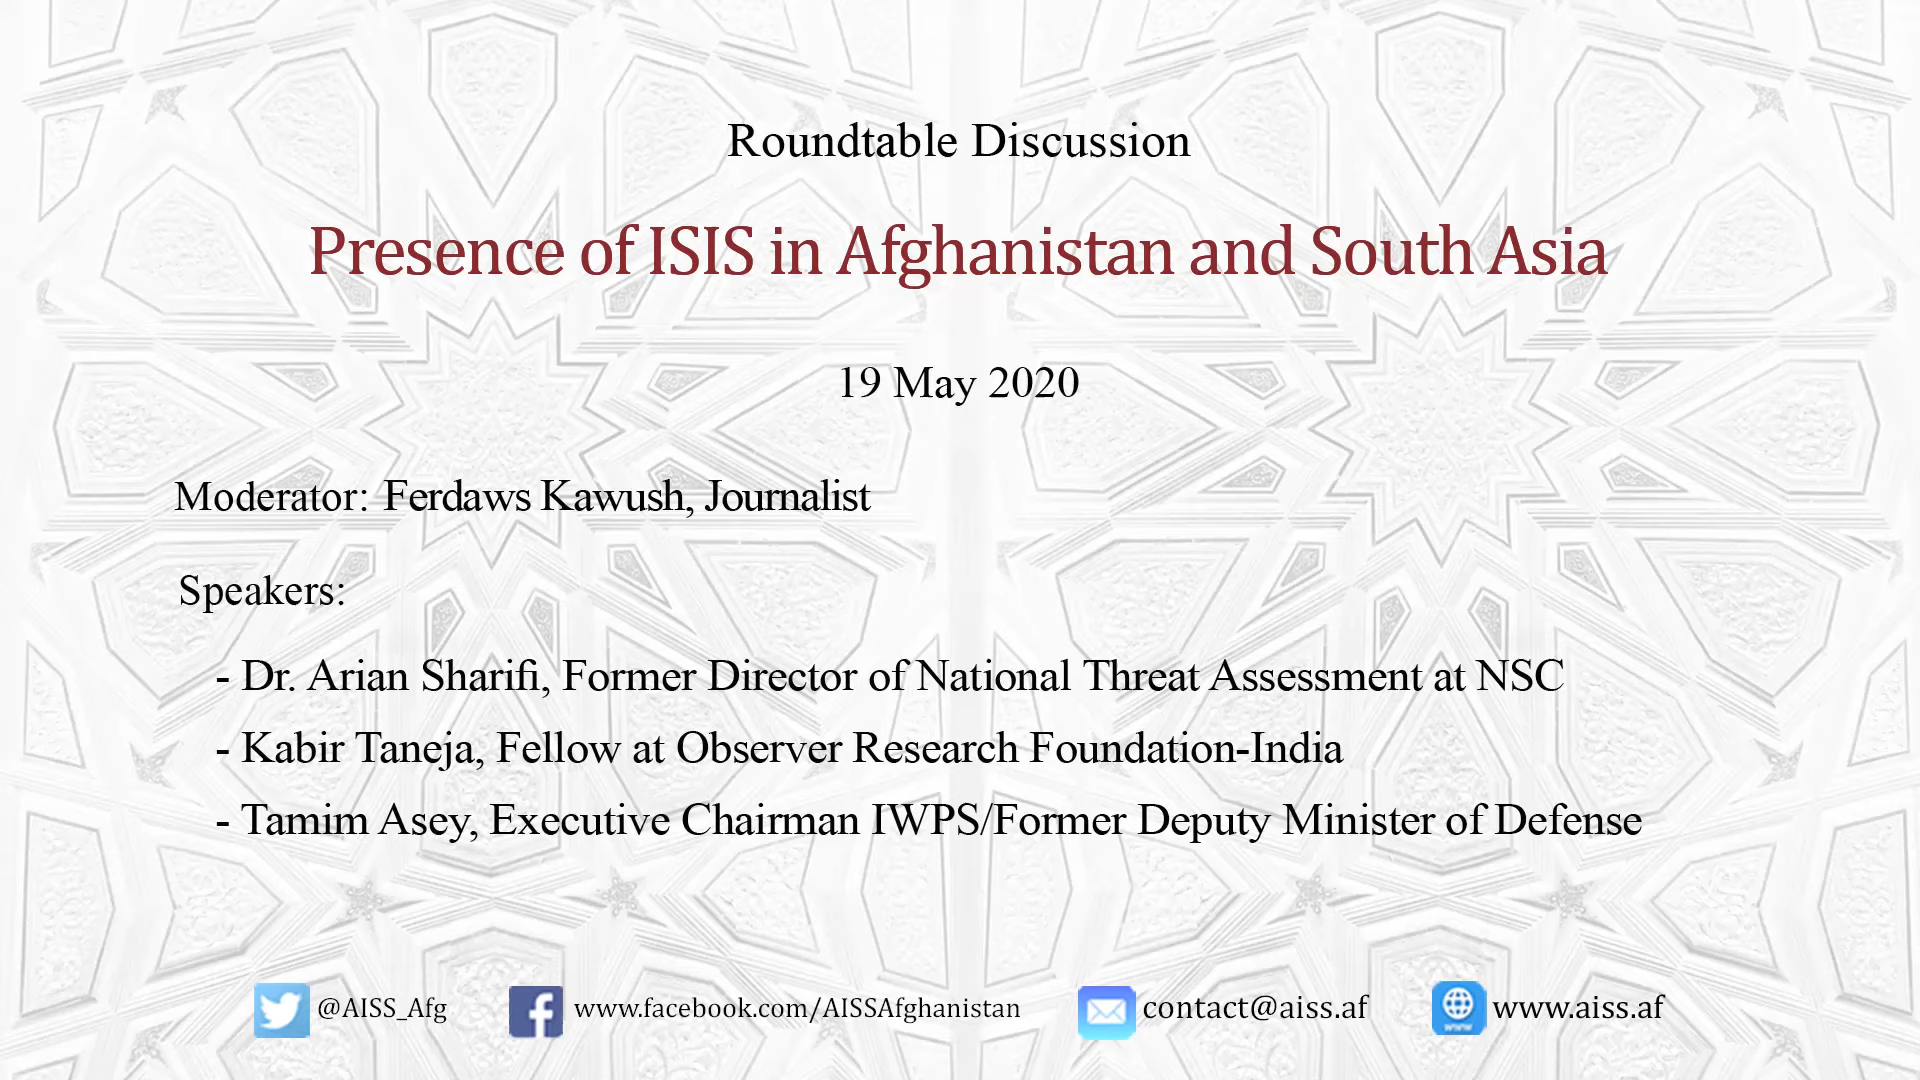 Roundtable Discussion
Presence of ISIS in Afghanistan and South Asia
19 May 2020
Moderator: Ferdaws Kawush, Journalist
Speakers:
- Dr. Arian Sharifi, Former Director of National Threat Assessment at NSC
- Kabir Taneja, Fellow at Observer Research Foundation-India
- Tamim Asey, Executive Chairman IWPS/Former Deputy Minister of Defense
@AISS_Afg www.facebook.com/AISSAfghanistan contact@aiss.af www www.aiss.af